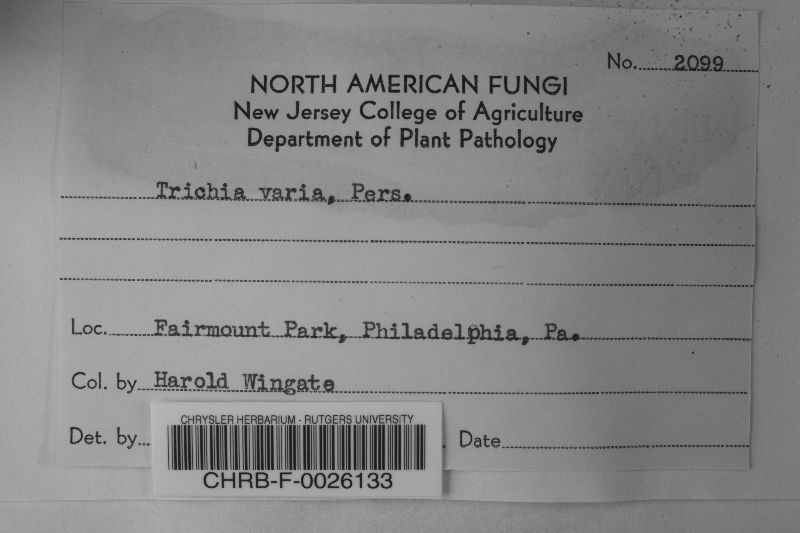 No. 2099
NORTH AMERICAN FUNGI
New Jersey College of Agriculture
Department of Plant Pathology
Trichia varia, Pers.
Loc. Fairmount Park, Philadelphia, Pa.
Col. by Harold Wingate
Det. by Date
CHRYSLER HERBARIUM - RUTGERS UNIVERSITY
CHRB-F-0026133